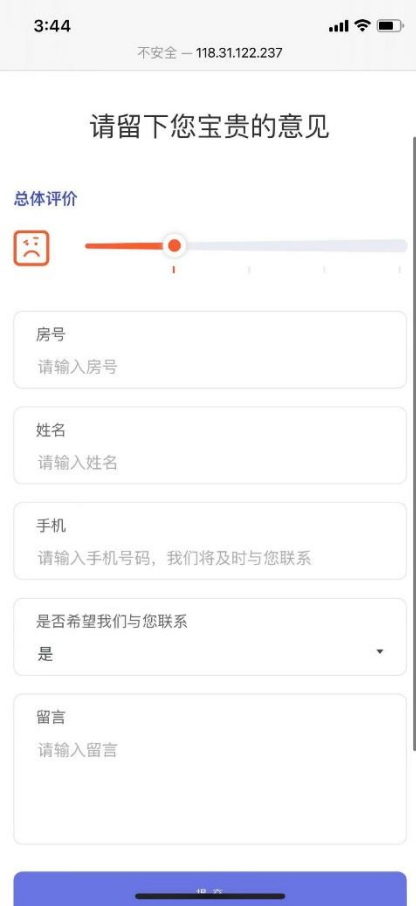 3:44
不安全 — 118.31.122.237
请留下您宝贵的意见
总体评价
房号
请输入房号
姓名
请输入姓名
手机
请输入手机号码，我们将及时与您联系
是否希望我们与您联系
是
留言
请输入留言
提 交